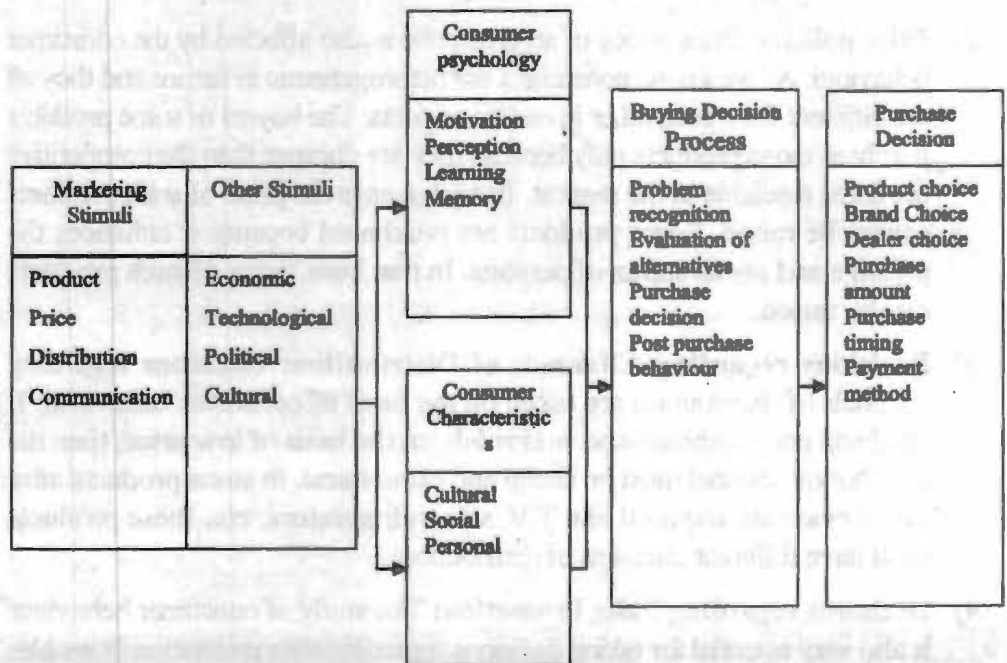 Marketing
Stimuli
Other Stimuli
Product
Price
Distribution
Communication
Economic
Technological
Political
Cultural
Consumer
psychology
Motivation
Perception
Learning
Memory
Consumer
Characteristic
s
Cultural
Social
Personal
Buying Decision
Process
Problem
recognition
Evaluation of
alternatives
Purchase
decision
Post purchase
behaviour
Purchase
Decision
Product choice
Brand Choice
Dealer choice
Purchase
amount
Purchase
timing
Payment
method